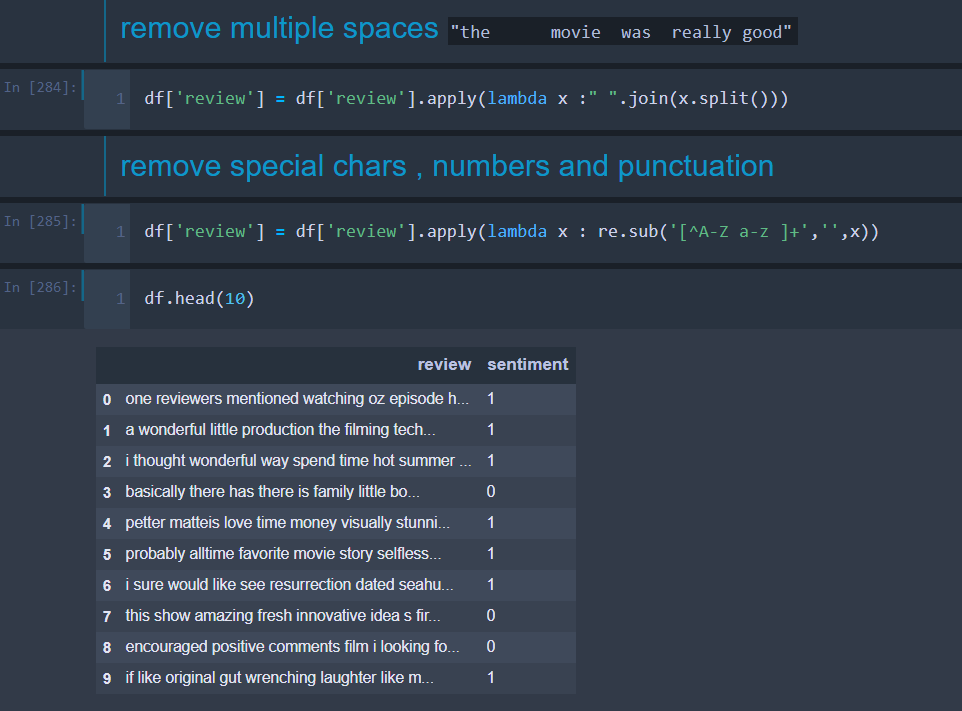 remove multiple spaces "the      movie  was  really good"
In [284]: 1 df['review'] = df['review'].apply(lambda x :" ".join(x.split()))
remove special chars , numbers and punctuation
In [285]: 1 df['review'] = df['review'].apply(lambda x : re.sub('[^A-Z a-z ]+','',x))
In [286]: 1 df.head(10)
review sentiment
0 one reviewers mentioned watching oz episode h... 1
1 a wonderful little production the filming tech... 1
2 i thought wonderful way spend time hot summer ... 1
3 basically there has there is family little bo... 0
4 petter matteis love time money visually stunni... 1
5 probably alltime favorite movie story selfless... 1
6 i sure would like see resurrection dated seahu... 1
7 this show amazing fresh innovative idea s fir... 0
8 encouraged positive comments film i looking fo... 0
9 if like original gut wrenching laughter like m... 1